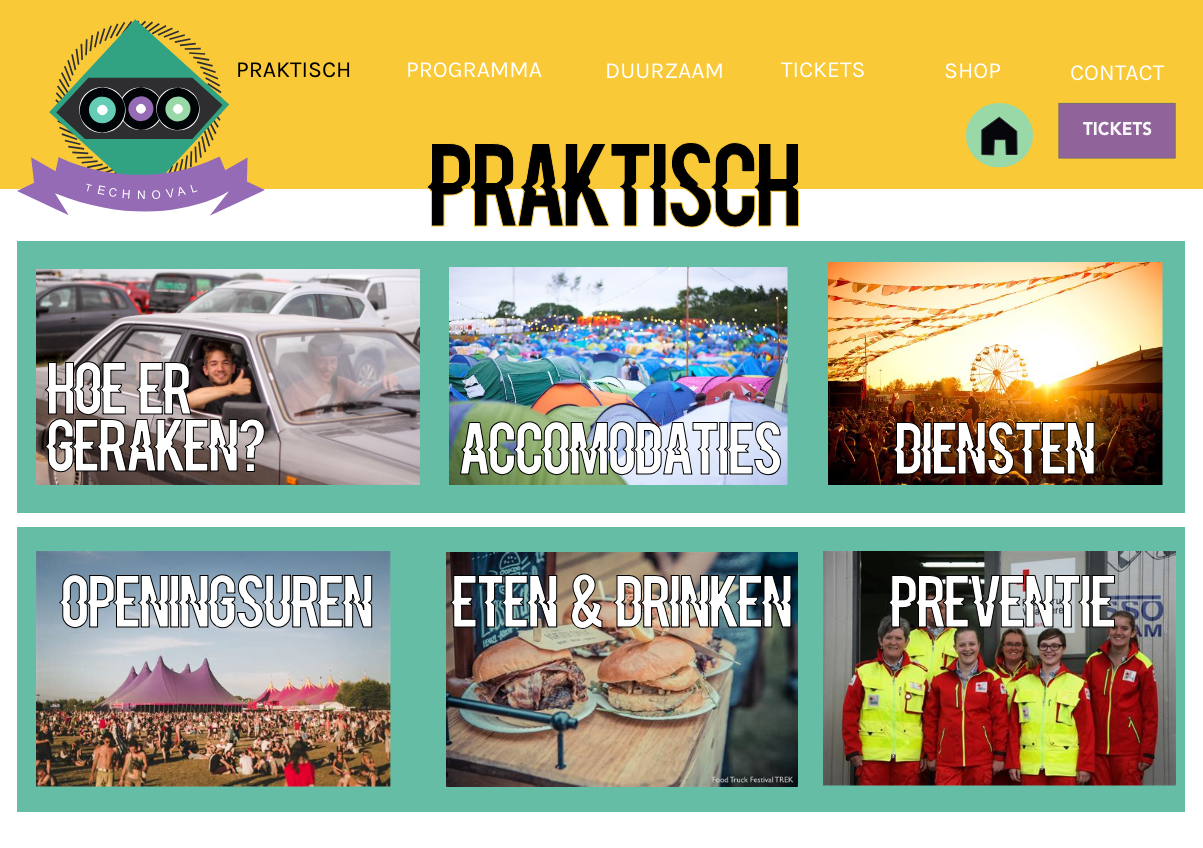 PRAKTISCH
PROGRAMMA
DUURZAAM
TICKETS
SHOP
CONTACT
TICKETS
TECHNOVAL
PRAKTISCH
HOE ER
GERAKEN?
ACCOMODATIES
DIENSTEN
OPENINGSUREN
ETEN & DRINKEN
PREVENTIE
Food Truck Festival TREK